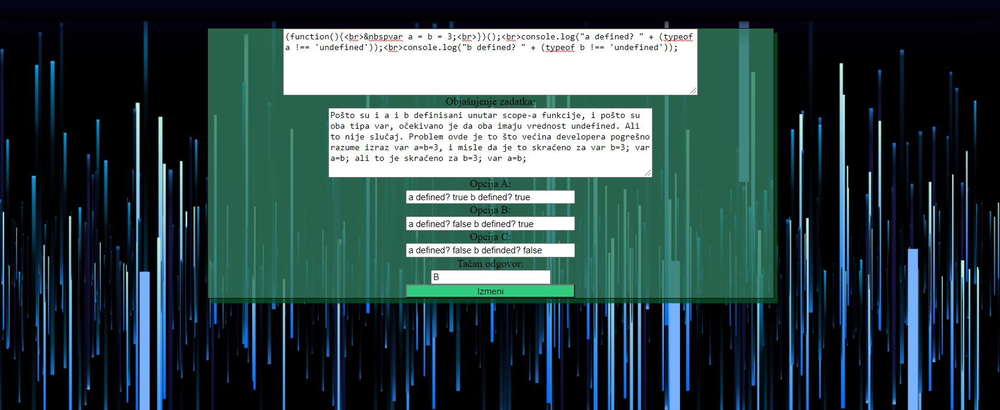 (function(){<br>&nbspvar a = b = 3;<br>})();<br>console.log("a defined? " + (typeof
a !== 'undefined'));<br>console.log("b defined? " + (typeof b !== 'undefined'));
Objašnjenje zadatka:
Pošto su i a i b definisani unutar scope-a funkcije, i pošto su
oba tipa var, očekivano je da oba imaju vrednost undefined. Ali
to nije slučaj. Problem ovde je to što većina developera pogrešno
razume izraz var a=b=3, i misle da je to skraćeno za var b=3; var
a=b; ali to je skraćeno za b=3; var a=b;
Opcija A:
a defined? true b defined? true
Opcija B:
a defined? false b defined? true
Opcija C:
a defined? false b definded? false
Tačan odgovor:
B
Izmeni